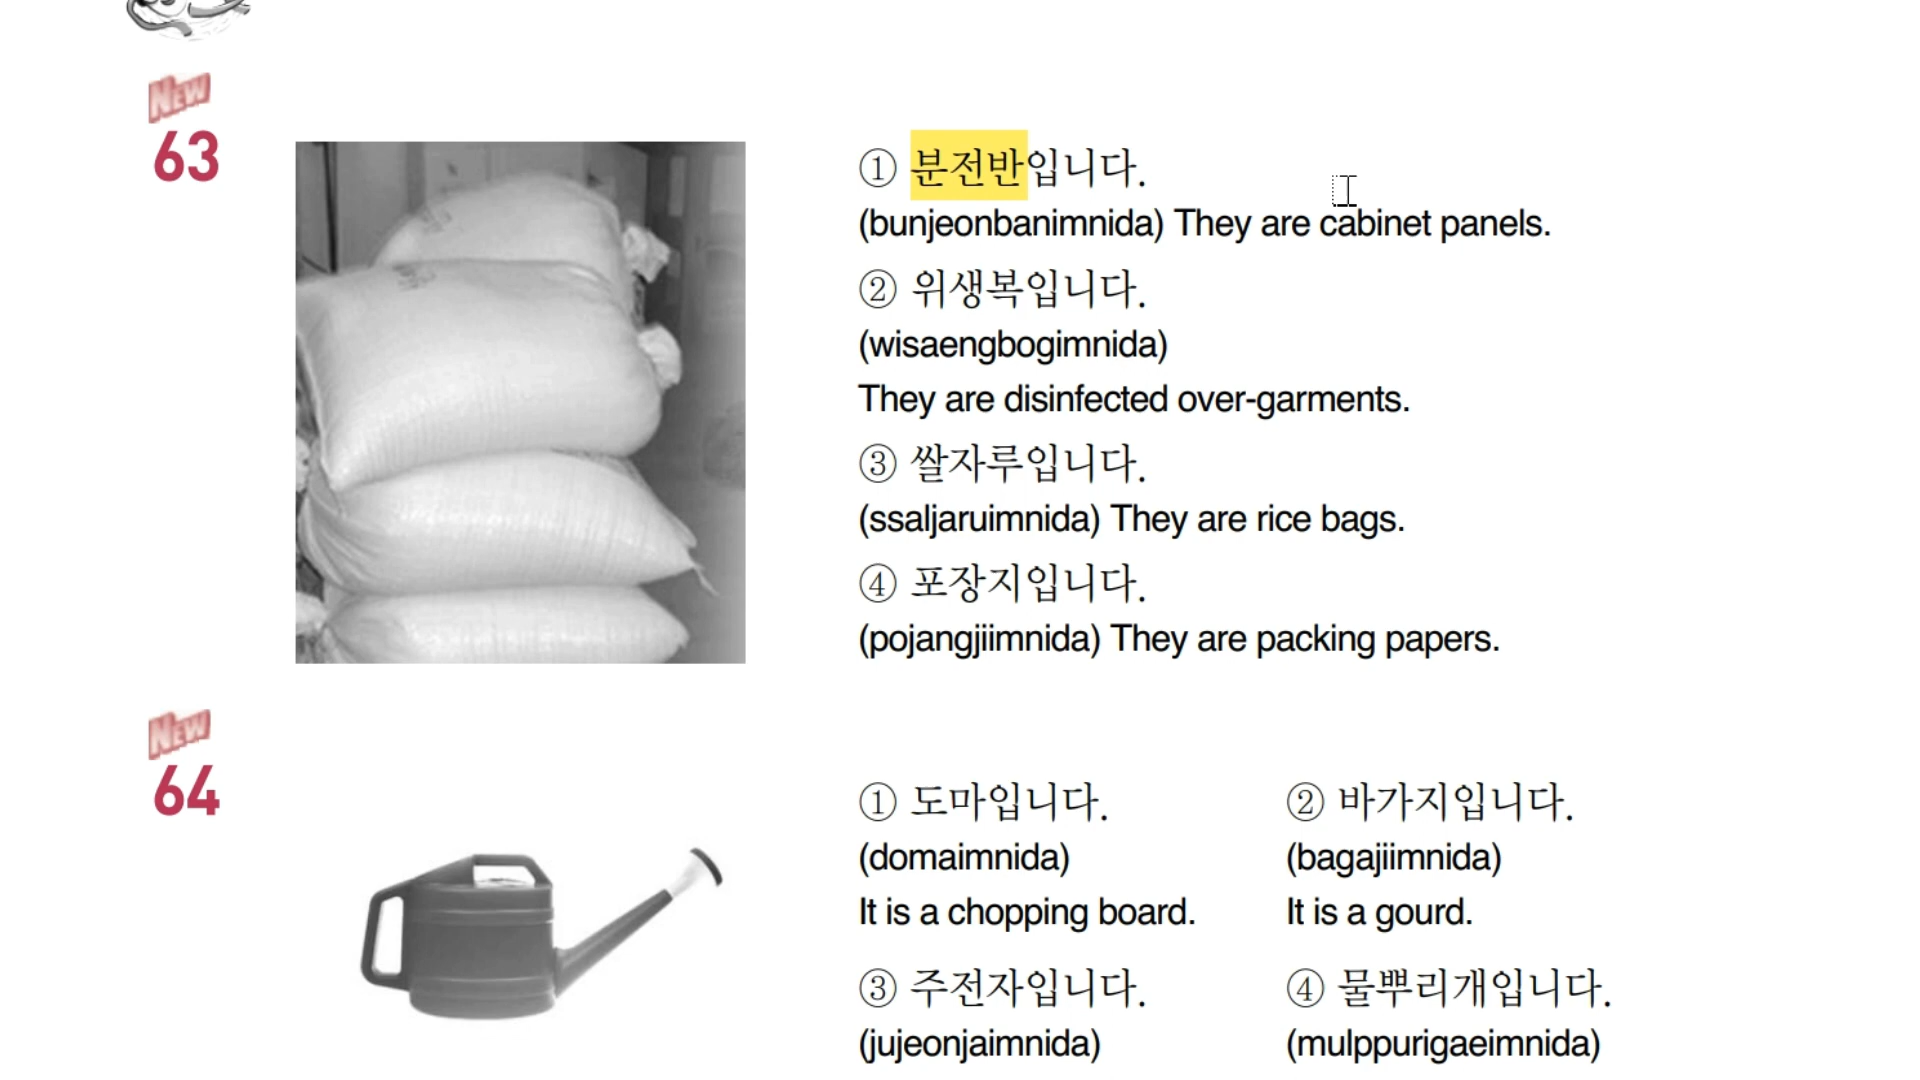 New
63
① 분전반입니다.
(bunjeonbanimnida) They are cabinet panels.
② 위생복입니다.
(wisaengbogimnida)
They are disinfected over-garments.
③ 쌀자루입니다.
(ssaljaruimnida) They are rice bags.
④ 포장지입니다.
(pojangjiimnida) They are packing papers.
New
64
① 도마입니다.
(domaimnida)
It is a chopping board.
② 바가지입니다.
(bagajiimnida)
It is a gourd.
③ 주전자입니다.
(jujeonjaimnida)
④ 물뿌리개입니다.
(mulppurigaeimnida)